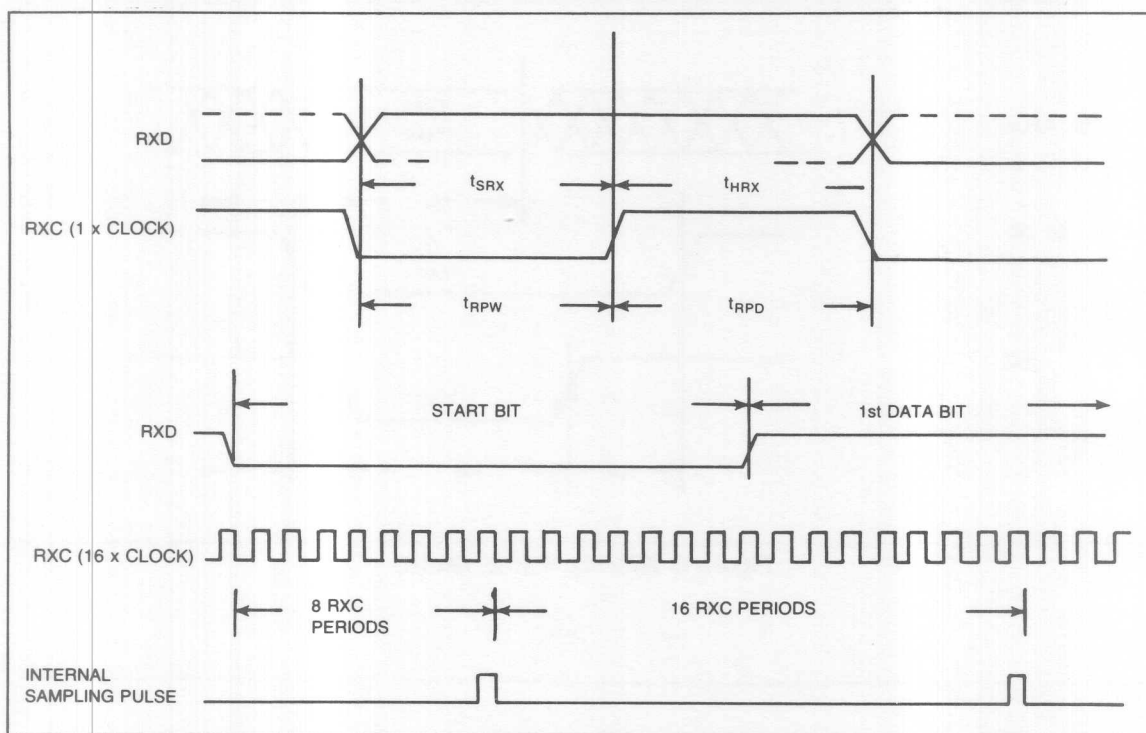 RXD
tSRX
tHRX
RXC (1 x CLOCK)
tRPW
tRPD
START BIT
1st DATA BIT
RXD
RXC (16 x CLOCK)
8 RXC
PERIODS
16 RXC PERIODS
INTERNAL
SAMPLING PULSE